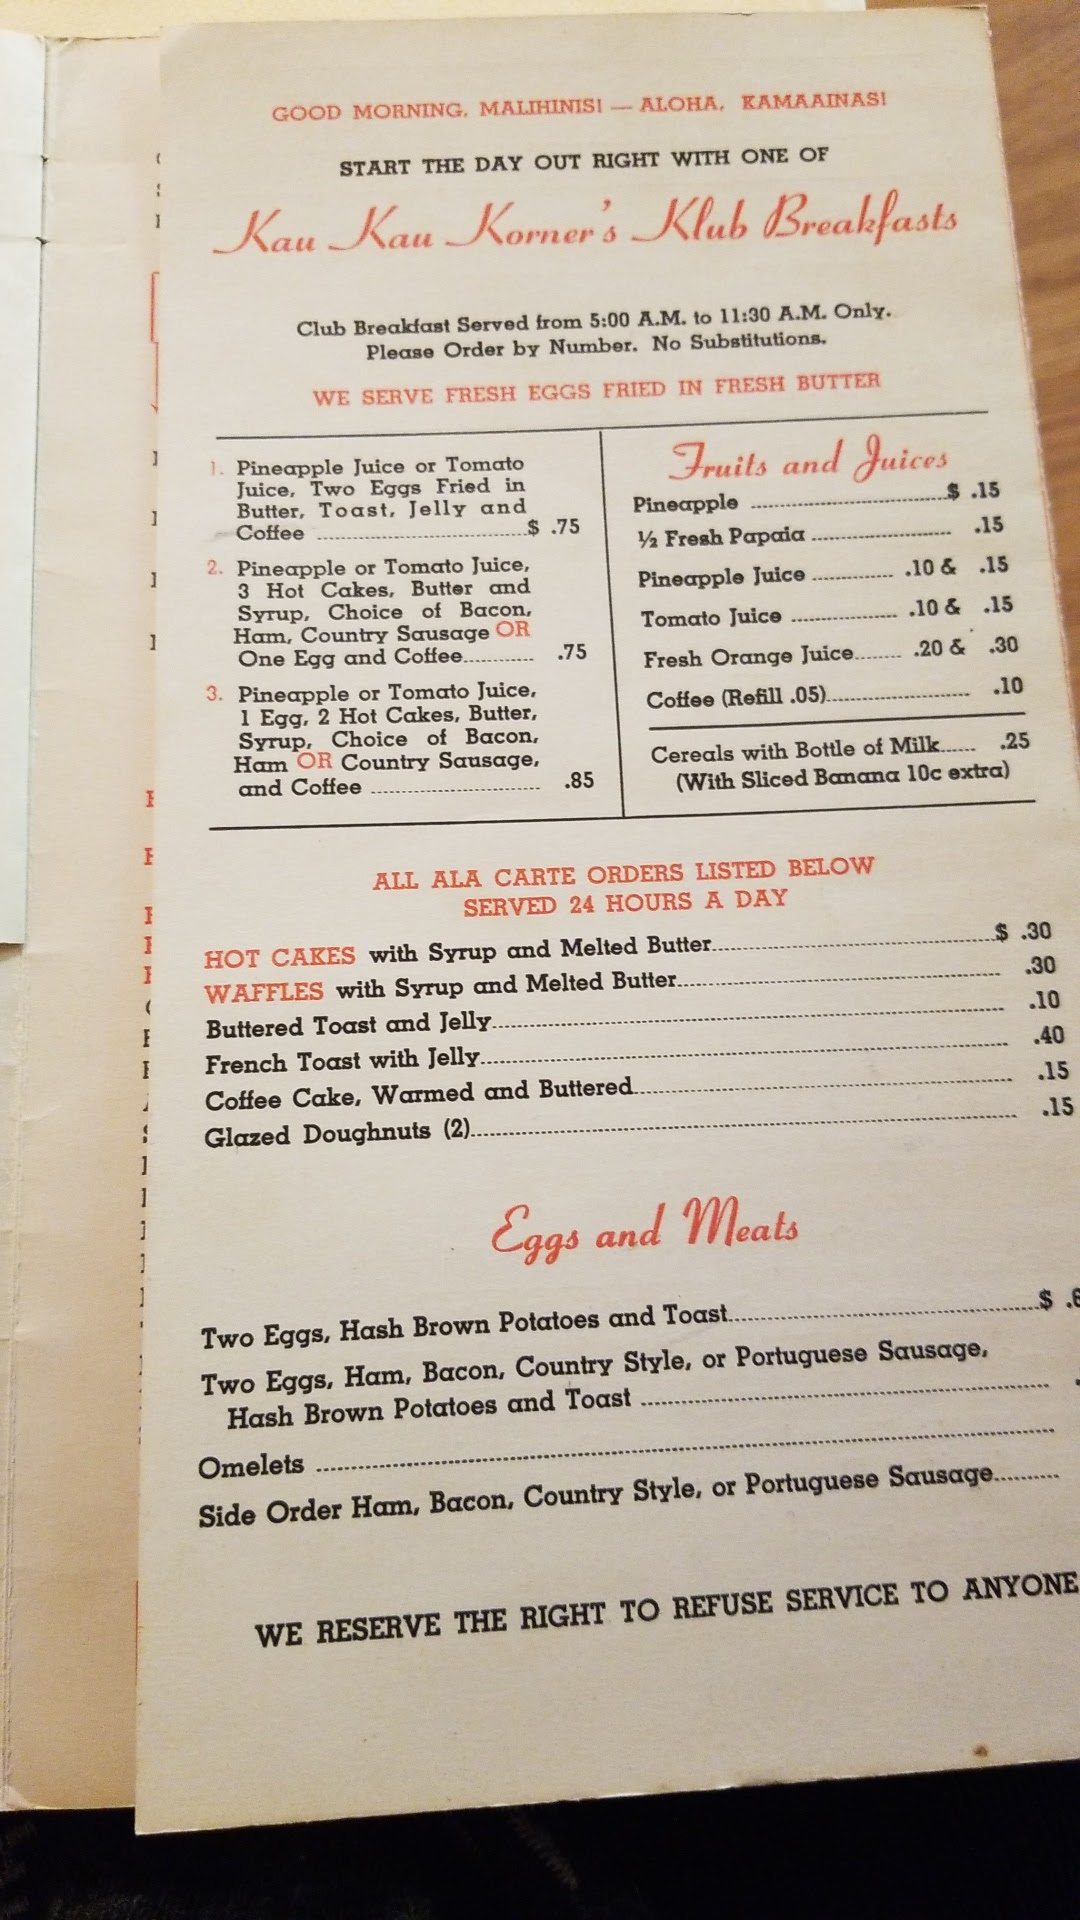 GOOD MORNING, MALIHINIS! — ALOHA, KAMAAINAS!
START THE DAY OUT RIGHT WITH ONE OF
Kau Kau Korner's Klub Breakfasts
Club Breakfast Served from 5:00 A.M. to 11:30 A.M. Only.
Please Order by Number. No Substitutions.
WE SERVE FRESH EGGS FRIED IN FRESH BUTTER
1. Pineapple Juice or Tomato
Juice, Two Eggs Fried in
Butter, Toast, Jelly and
Coffee ........ $ .75
2. Pineapple or Tomato Juice,
3 Hot Cakes, Butter and
Syrup, Choice of Bacon,
Ham, Country Sausage OR
One Egg and Coffee........ .75
3. Pineapple or Tomato Juice,
1 Egg, 2 Hot Cakes, Butter,
Syrup, Choice of Bacon,
Ham OR Country Sausage,
and Coffee ........ .85
Fruits and Juices
Pineapple ........ $ .15
½ Fresh Papaia ........ .15
Pineapple Juice ........ .10 & .15
Tomato Juice ........ .10 & .15
Fresh Orange Juice........ .20 & .30
Coffee (Refill .05)........ .10
Cereals with Bottle of Milk...... .25
(With Sliced Banana 10c extra)
ALL ALA CARTE ORDERS LISTED BELOW
SERVED 24 HOURS A DAY
HOT CAKES with Syrup and Melted Butter........ $ .30
WAFFLES with Syrup and Melted Butter........ .30
Buttered Toast and Jelly........ .10
French Toast with Jelly........ .40
Coffee Cake, Warmed and Buttered........ .15
Glazed Doughnuts (2)........ .15
Eggs and Meats
Two Eggs, Hash Brown Potatoes and Toast........ $
Two Eggs, Ham, Bacon, Country Style, or Portuguese Sausage,
Hash Brown Potatoes and Toast ........
Omelets ........
Side Order Ham, Bacon, Country Style, or Portuguese Sausage........
WE RESERVE THE RIGHT TO REFUSE SERVICE TO ANYONE